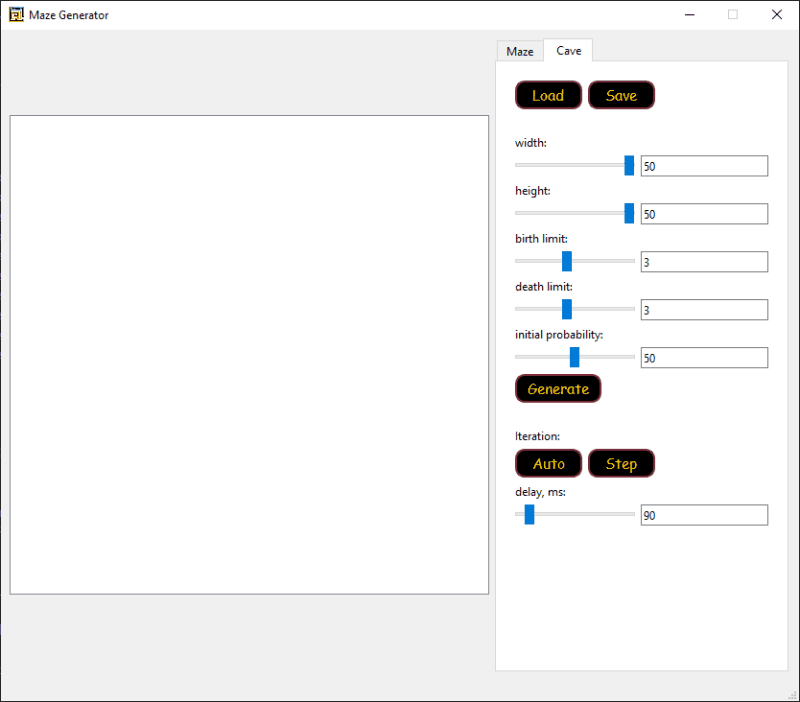 Maze Generator
Maze Cave
Load Save
width:
50
height:
50
birth limit:
3
death limit:
3
initial probability:
50
Generate
Iteration:
Auto Step
delay, ms:
90